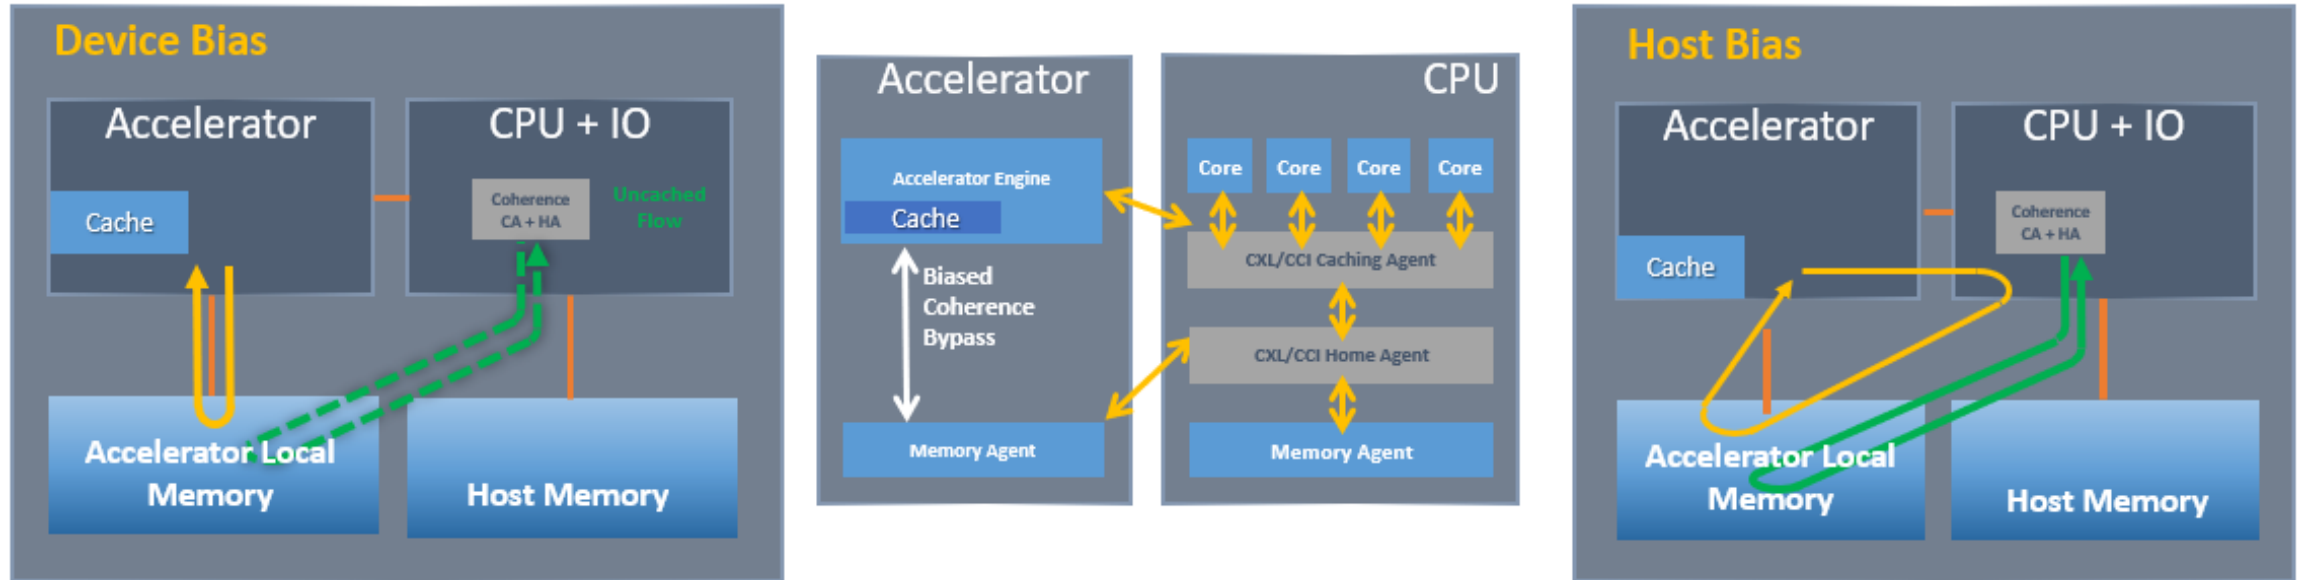 Device Bias
Accelerator
CPU + IO
Cache
Coherence
CA + HA
Uncached
Flow
Accelerator Local
Memory
Host Memory
Accelerator
Accelerator Engine
Cache
Biased
Coherence
Bypass
Memory Agent
CPU
Core
Core
Core
Core
CXL/CCI Caching Agent
CXL/CCI Home Agent
Memory Agent
Host Bias
Accelerator
CPU + IO
Cache
Coherence
CA + HA
Accelerator Local
Memory
Host Memory